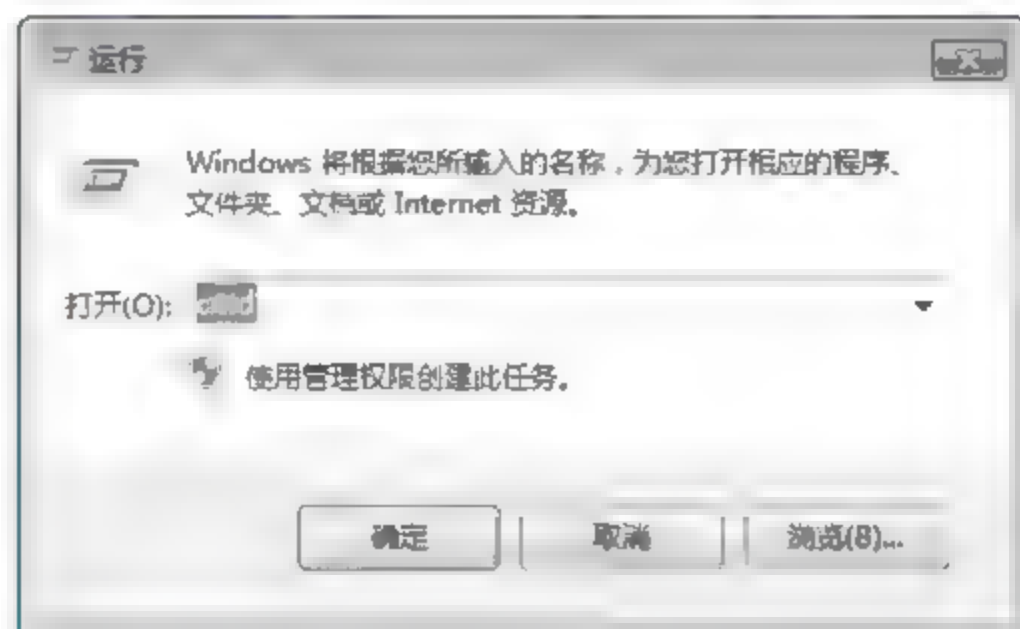 运行
Windows 将根据您所输入的名称，为您打开相应的程序、
文件夹、文档或 Internet 资源。
打开(O): cmd
使用管理权限创建此任务。
确定 取消 浏览(B)...